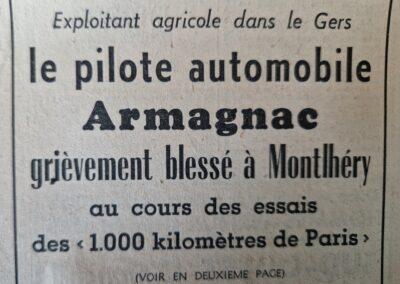 Exploitant agricole dans le Gers
le pilote automobile
Armagnac
grièvement blessé à Montlhéry
au cours des essais
des « 1.000 kilomètres de Paris »
(VOIR EN DEUXIEME PAGE)